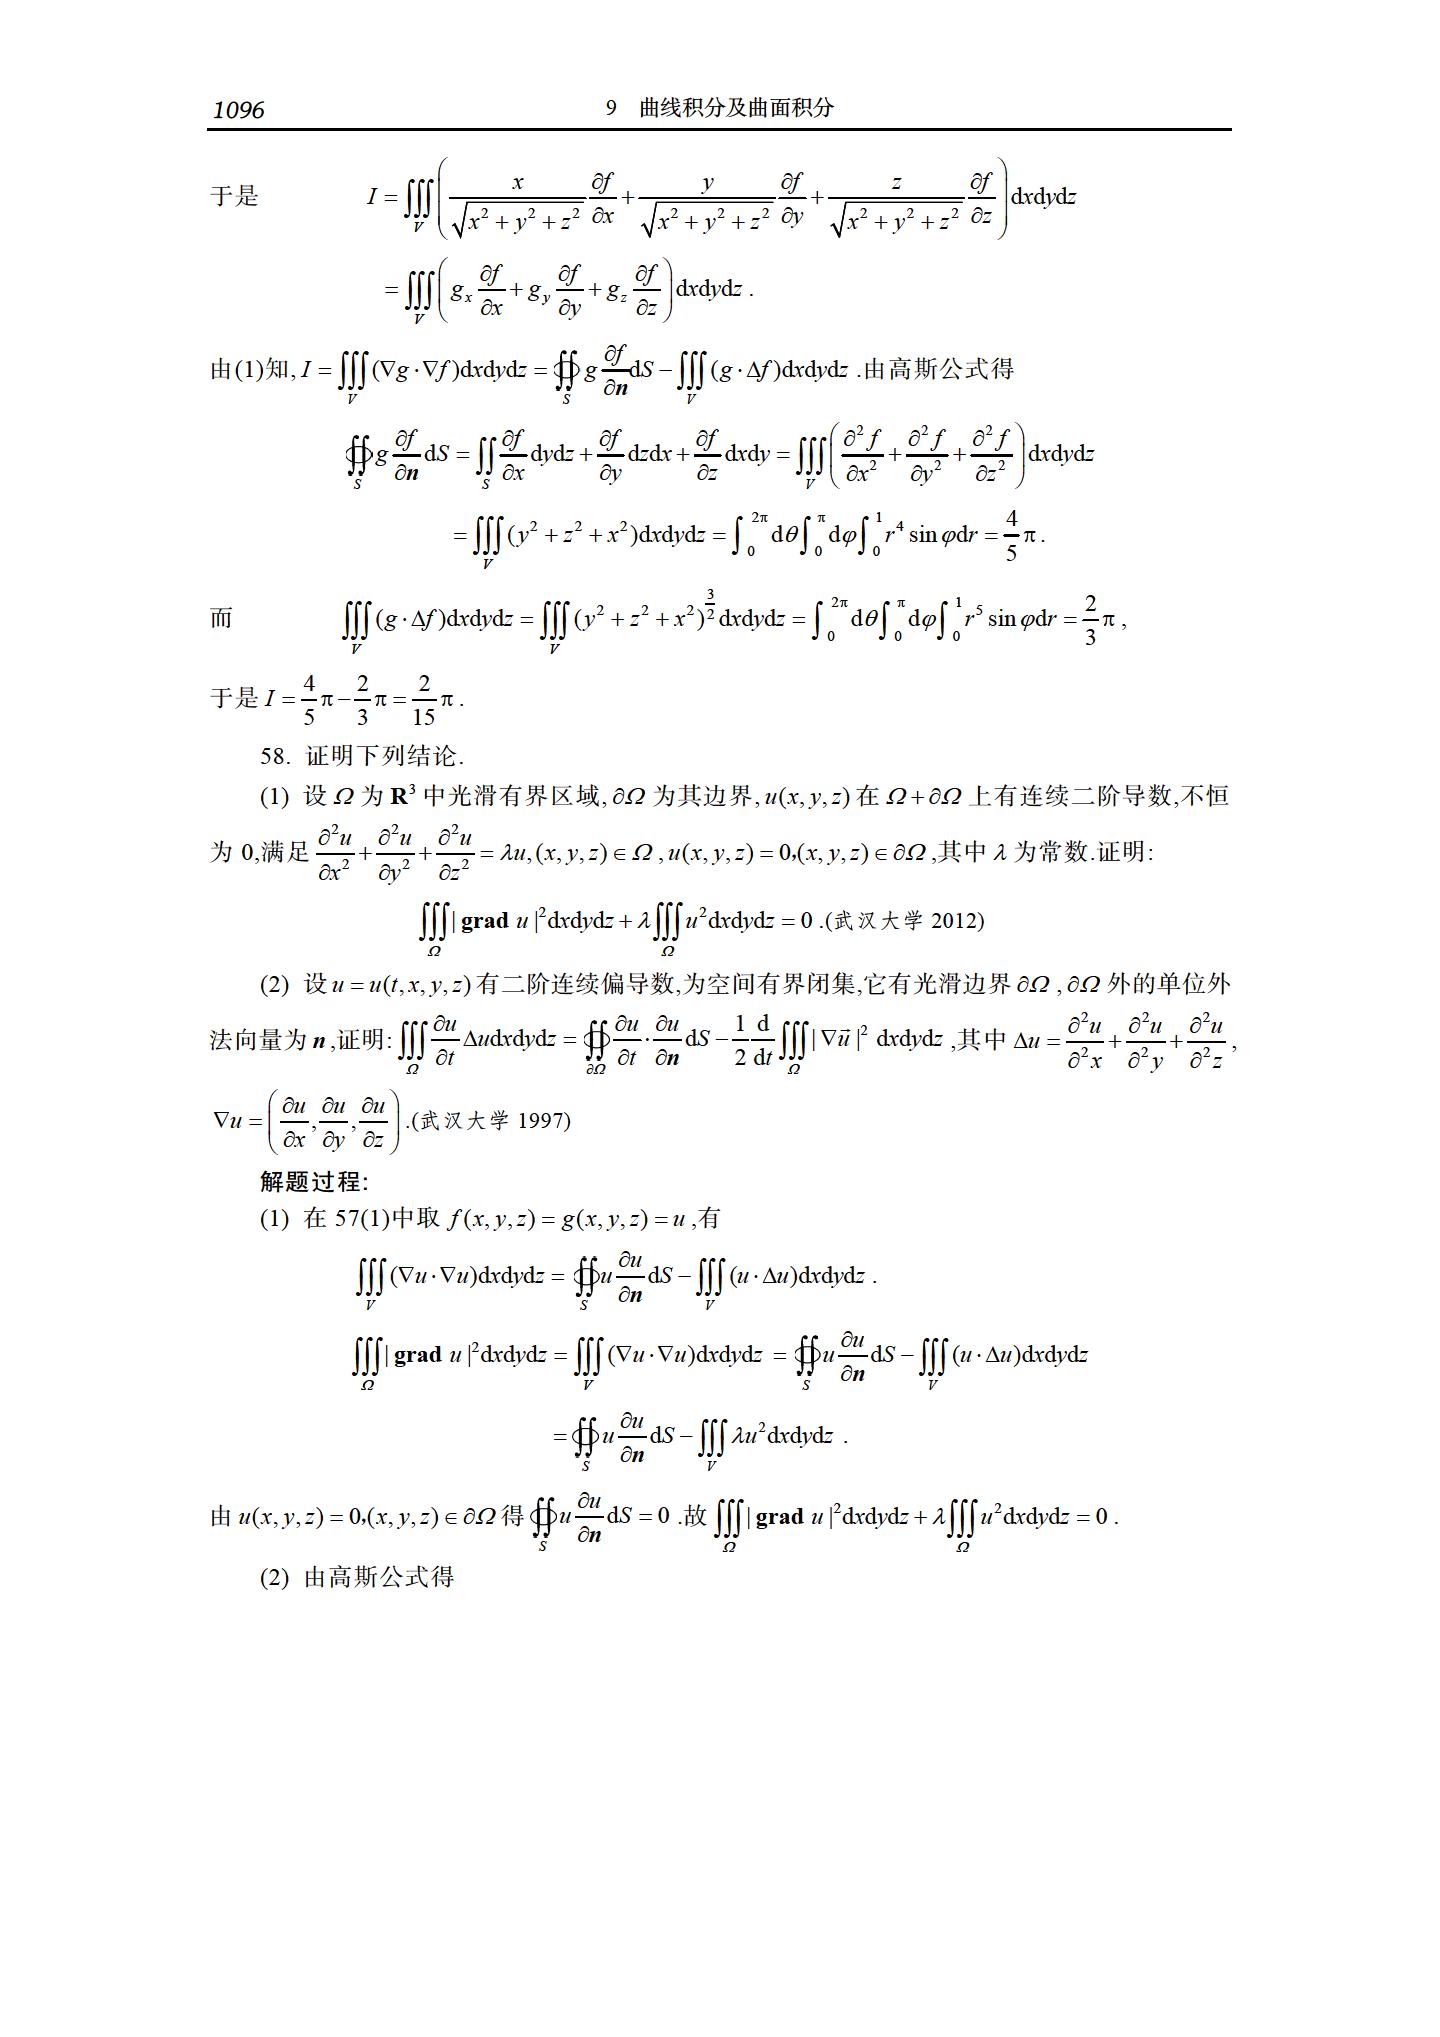 1096 9 曲线积分及曲面积分
于是 $I=\iiint\limits_V\left(\frac{x}{\sqrt{x^2+y^2+z^2}}\frac{\partial f}{\partial x}+\frac{y}{\sqrt{x^2+y^2+z^2}}\frac{\partial f}{\partial y}+\frac{z}{\sqrt{x^2+y^2+z^2}}\frac{\partial f}{\partial z}\right)\mathrm{d}x\mathrm{d}y\mathrm{d}z$
$=\iiint\limits_V\left(g_x\frac{\partial f}{\partial x}+g_y\frac{\partial f}{\partial y}+g_z\frac{\partial f}{\partial z}\right)\mathrm{d}x\mathrm{d}y\mathrm{d}z$ .
由(1)知, $I=\iiint\limits_V(\nabla g\cdot\nabla f)\mathrm{d}x\mathrm{d}y\mathrm{d}z=\oiint\limits_S g\frac{\partial f}{\partial \boldsymbol{n}}\mathrm{d}S-\iiint\limits_V(g\cdot\Delta f)\mathrm{d}x\mathrm{d}y\mathrm{d}z$ .由高斯公式得
$\oiint\limits_S g\frac{\partial f}{\partial \boldsymbol{n}}\mathrm{d}S=\iint\limits_S\frac{\partial f}{\partial x}\mathrm{d}y\mathrm{d}z+\frac{\partial f}{\partial y}\mathrm{d}z\mathrm{d}x+\frac{\partial f}{\partial z}\mathrm{d}x\mathrm{d}y=\iiint\limits_V\left(\frac{\partial^2 f}{\partial x^2}+\frac{\partial^2 f}{\partial y^2}+\frac{\partial^2 f}{\partial z^2}\right)\mathrm{d}x\mathrm{d}y\mathrm{d}z$
$=\iiint\limits_V(y^2+z^2+x^2)\mathrm{d}x\mathrm{d}y\mathrm{d}z=\int_0^{2\pi}\mathrm{d}\theta\int_0^{\pi}\mathrm{d}\varphi\int_0^1 r^4\sin\varphi\mathrm{d}r=\frac{4}{5}\pi$ .
而 $\iiint\limits_V(g\cdot\Delta f)\mathrm{d}x\mathrm{d}y\mathrm{d}z=\iiint\limits_V(y^2+z^2+x^2)^{\frac{3}{2}}\mathrm{d}x\mathrm{d}y\mathrm{d}z=\int_0^{2\pi}\mathrm{d}\theta\int_0^{\pi}\mathrm{d}\varphi\int_0^1 r^5\sin\varphi\mathrm{d}r=\frac{2}{3}\pi$ ,
于是 $I=\frac{4}{5}\pi-\frac{2}{3}\pi=\frac{2}{15}\pi$ .
58. 证明下列结论.
(1) 设 $\Omega$ 为 $\mathbf{R}^3$ 中光滑有界区域, $\partial\Omega$ 为其边界, $u(x,y,z)$ 在 $\Omega+\partial\Omega$ 上有连续二阶导数,不恒
为 0,满足 $\frac{\partial^2 u}{\partial x^2}+\frac{\partial^2 u}{\partial y^2}+\frac{\partial^2 u}{\partial z^2}=\lambda u,(x,y,z)\in\Omega$ , $u(x,y,z)=0,(x,y,z)\in\partial\Omega$ ,其中 $\lambda$ 为常数.证明:
$\iiint\limits_\Omega|\mathbf{grad}\ u|^2\mathrm{d}x\mathrm{d}y\mathrm{d}z+\lambda\iiint\limits_\Omega u^2\mathrm{d}x\mathrm{d}y\mathrm{d}z=0$ .(武汉大学 2012)
(2) 设 $u=u(t,x,y,z)$ 有二阶连续偏导数,为空间有界闭集,它有光滑边界 $\partial\Omega$ , $\partial\Omega$ 外的单位外
法向量为 $\boldsymbol{n}$ ,证明: $\iiint\limits_\Omega\frac{\partial u}{\partial t}\Delta u\mathrm{d}x\mathrm{d}y\mathrm{d}z=\oiint\limits_{\partial\Omega}\frac{\partial u}{\partial t}\cdot\frac{\partial u}{\partial \boldsymbol{n}}\mathrm{d}S-\frac{1}{2}\frac{\mathrm{d}}{\mathrm{d}t}\iiint\limits_\Omega|\nabla\vec{u}|^2\mathrm{d}x\mathrm{d}y\mathrm{d}z$ ,其中 $\Delta u=\frac{\partial^2 u}{\partial^2 x}+\frac{\partial^2 u}{\partial^2 y}+\frac{\partial^2 u}{\partial^2 z}$ ,
$\nabla u=\left(\frac{\partial u}{\partial x},\frac{\partial u}{\partial y},\frac{\partial u}{\partial z}\right)$ .(武汉大学 1997)
解题过程:
(1) 在 57(1)中取 $f(x,y,z)=g(x,y,z)=u$ ,有
$\iiint\limits_V(\nabla u\cdot\nabla u)\mathrm{d}x\mathrm{d}y\mathrm{d}z=\oiint\limits_S u\frac{\partial u}{\partial \boldsymbol{n}}\mathrm{d}S-\iiint\limits_V(u\cdot\Delta u)\mathrm{d}x\mathrm{d}y\mathrm{d}z$ .
$\iiint\limits_\Omega|\mathbf{grad}\ u|^2\mathrm{d}x\mathrm{d}y\mathrm{d}z=\iiint\limits_V(\nabla u\cdot\nabla u)\mathrm{d}x\mathrm{d}y\mathrm{d}z=\oiint\limits_S u\frac{\partial u}{\partial \boldsymbol{n}}\mathrm{d}S-\iiint\limits_V(u\cdot\Delta u)\mathrm{d}x\mathrm{d}y\mathrm{d}z$
$=\oiint\limits_S u\frac{\partial u}{\partial \boldsymbol{n}}\mathrm{d}S-\iiint\limits_V\lambda u^2\mathrm{d}x\mathrm{d}y\mathrm{d}z$ .
由 $u(x,y,z)=0,(x,y,z)\in\partial\Omega$ 得 $\oiint\limits_S u\frac{\partial u}{\partial \boldsymbol{n}}\mathrm{d}S=0$ .故 $\iiint\limits_\Omega|\mathbf{grad}\ u|^2\mathrm{d}x\mathrm{d}y\mathrm{d}z+\lambda\iiint\limits_\Omega u^2\mathrm{d}x\mathrm{d}y\mathrm{d}z=0$ .
(2) 由高斯公式得